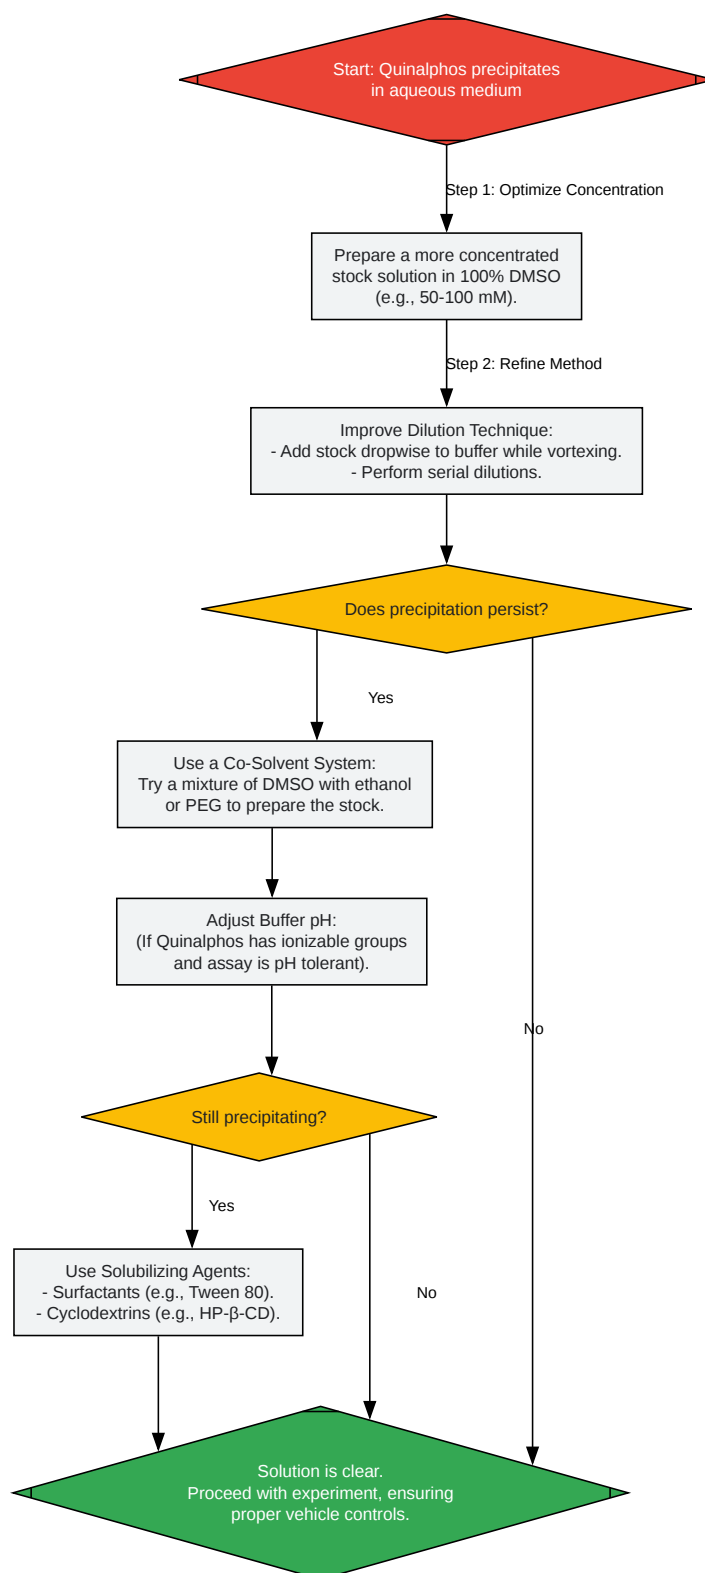 Start: Quinalphos precipitates
in aqueous medium
Step 1: Optimize Concentration
Prepare a more concentrated
stock solution in 100% DMSO
(e.g., 50-100 mM).
Step 2: Refine Method
Improve Dilution Technique:
- Add stock dropwise to buffer while vortexing.
- Perform serial dilutions.
Does precipitation persist?
Yes
Use a Co-Solvent System:
Try a mixture of DMSO with ethanol
or PEG to prepare the stock.
Adjust Buffer pH:
(If Quinalphos has ionizable groups
and assay is pH tolerant).
No
Still precipitating?
Yes
Use Solubilizing Agents:
- Surfactants (e.g., Tween 80).
- Cyclodextrins (e.g., HP-β-CD).
No
Solution is clear.
Proceed with experiment, ensuring
proper vehicle controls.